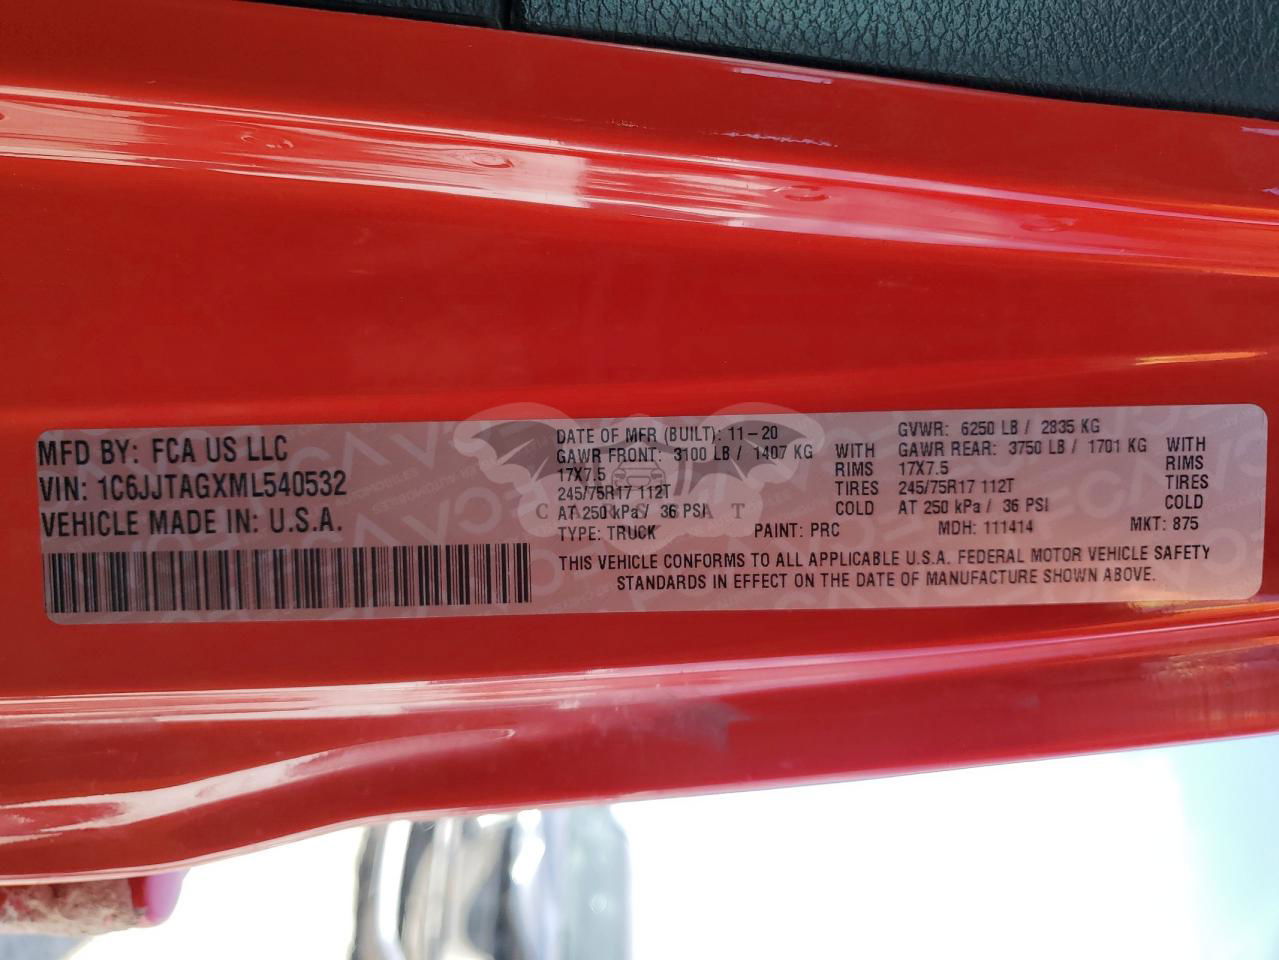 MFD BY: FCA US LLC
VIN: 1C6JJTAGXML540532
VEHICLE MADE IN: U.S.A.
DATE OF MFR (BUILT): 11-20
GAWR FRONT: 3100 LB / 1407 KG WITH
17X7.5 RIMS
245/75R17 112T TIRES
AT 250 kPa / 36 PSI COLD
GVWR: 6250 LB / 2835 KG
GAWR REAR: 3750 LB / 1701 KG WITH
17X7.5 RIMS
245/75R17 112T TIRES
AT 250 kPa / 36 PSI COLD
TYPE: TRUCK PAINT: PRC MDH: 111414 MKT: 875
THIS VEHICLE CONFORMS TO ALL APPLICABLE U.S.A. FEDERAL MOTOR VEHICLE SAFETY
STANDARDS IN EFFECT ON THE DATE OF MANUFACTURE SHOWN ABOVE.